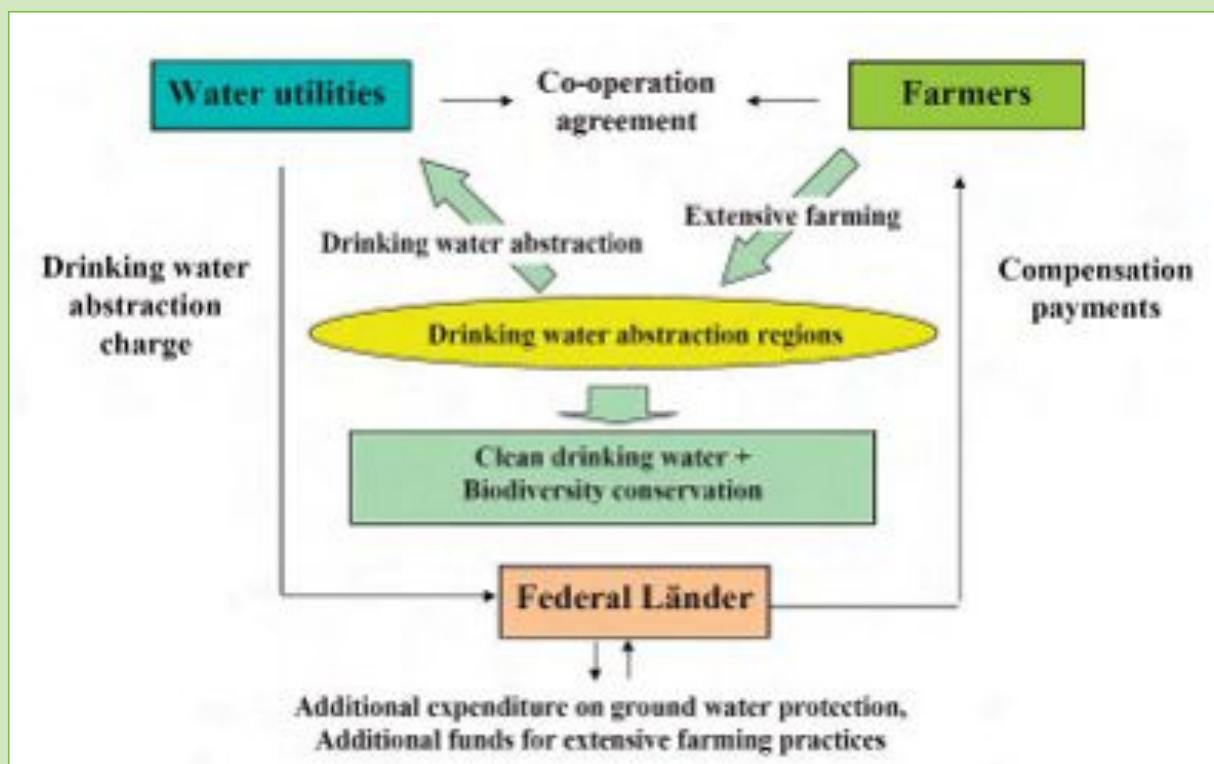 Water utilities
Co-operation
agreement
Farmers
Drinking water abstraction
Extensive farming
Drinking water
abstraction
charge
Compensation
payments
Drinking water abstraction regions
Clean drinking water +
Biodiversity conservation
Federal Länder
Additional expenditure on ground water protection,
Additional funds for extensive farming practices